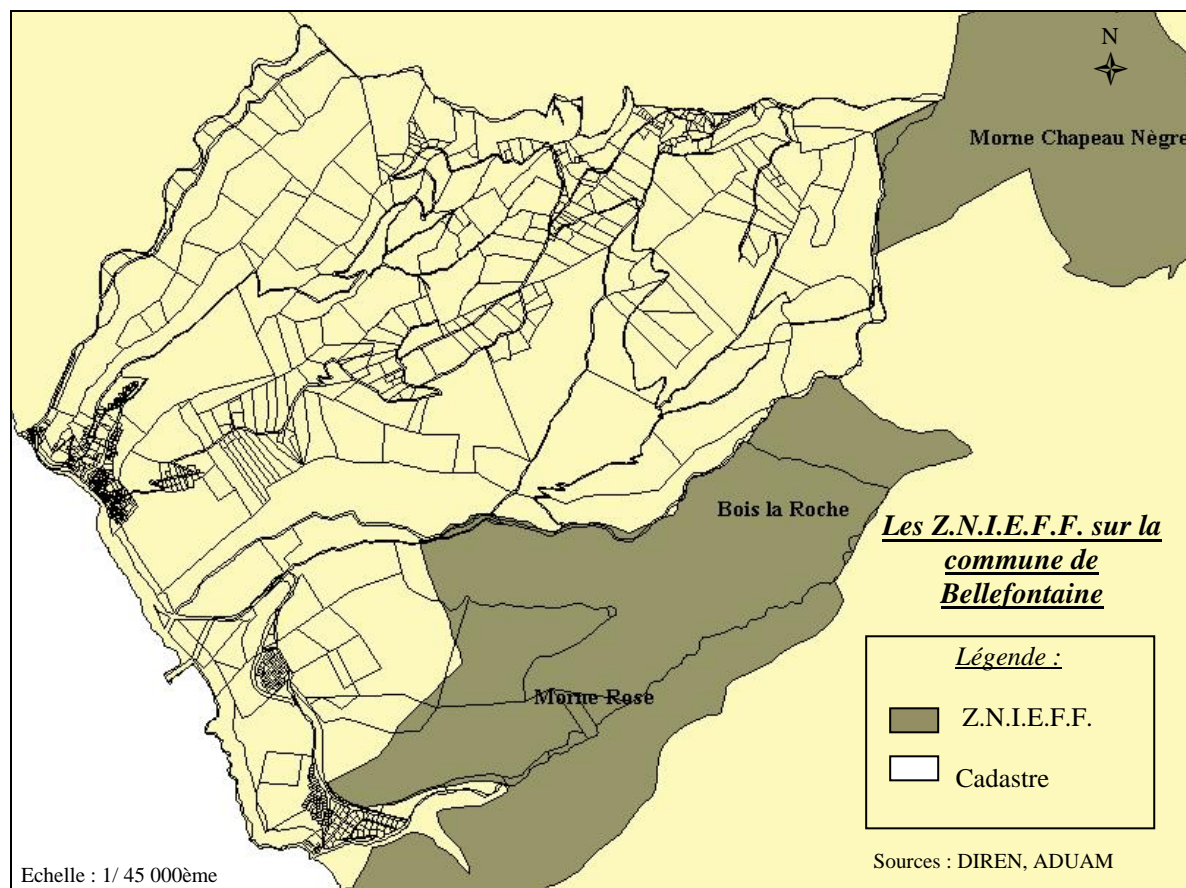 N
Morne Chapeau Nègre
Bois la Roche
Les Z.N.I.E.F.F. sur la
commune de
Bellefontaine
Légende :
Morne Rose
Z.N.I.E.F.F.
Cadastre
Sources : DIREN, ADUAM
Echelle : 1/ 45 000ème